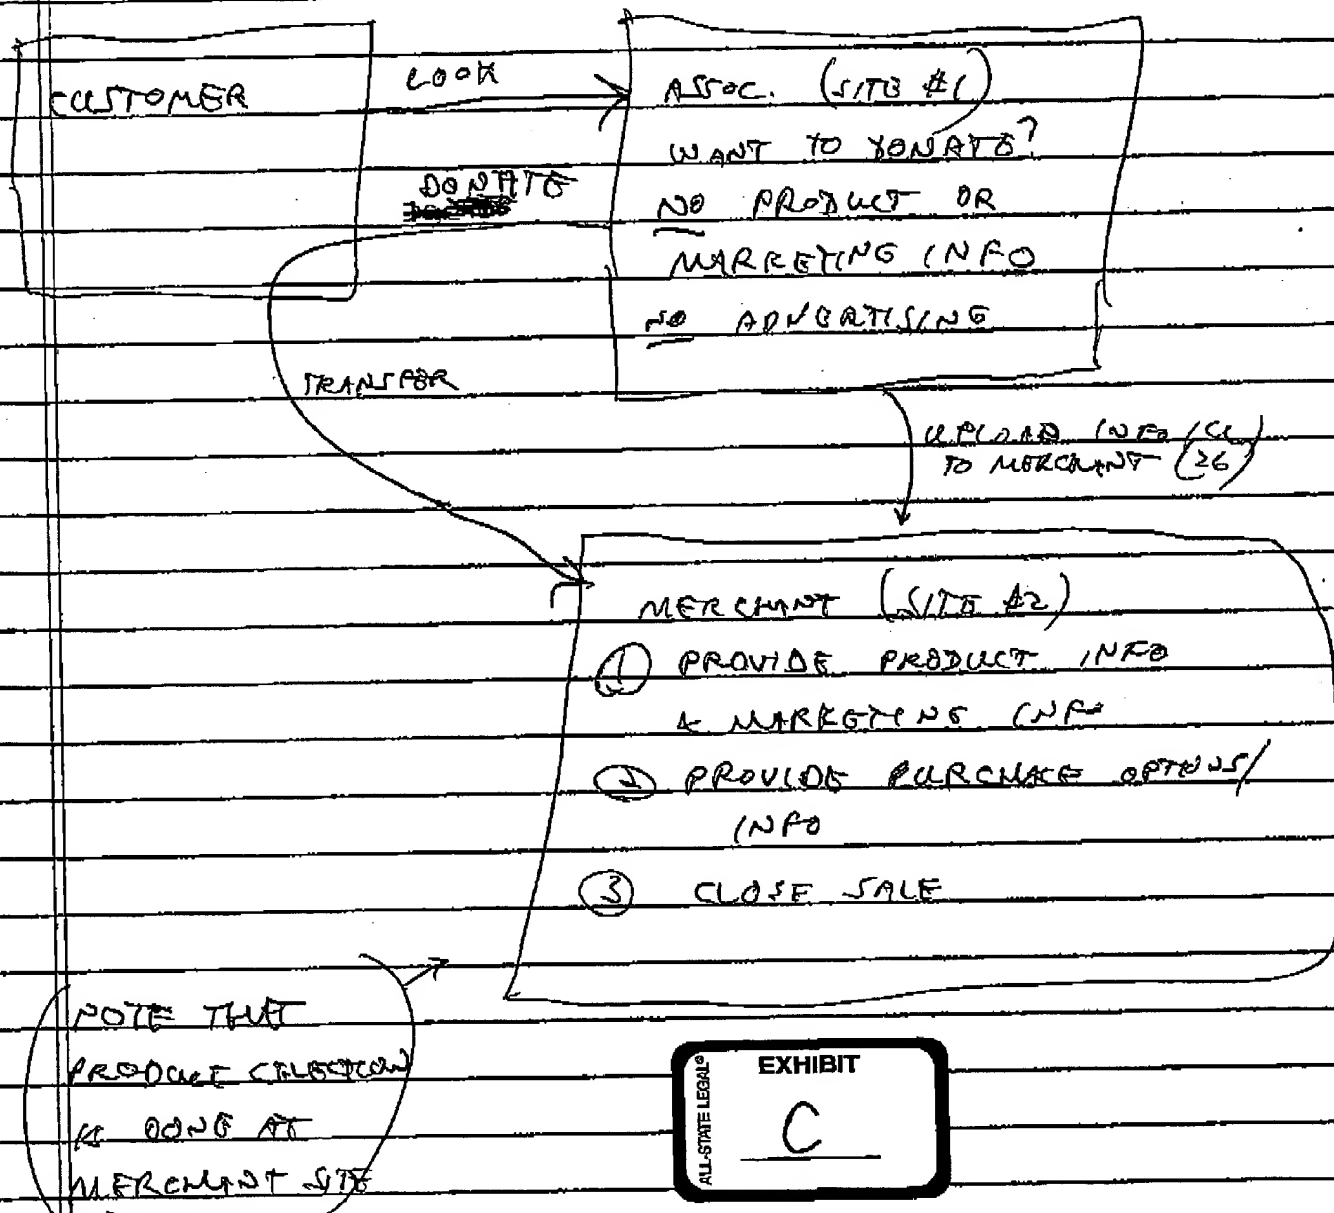 CUSTOMER
LOOK
ASSOC. (SITE #1)
WANT TO DONATE?
NO PRODUCT OR
MARKETING INFO
NO ADVERTISING
DONATE
TRANSFER
UPLOAD INFO
TO MERCHANT (26)
MERCHANT (SITE #2)
1 PROVIDE PRODUCT INFO
& MARKETING INFO
2 PROVIDE PURCHASE OPTIONS/
INFO
3 CLOSE SALE
NOTE THAT
PRODUCT SELECTION
IS DONE AT
MERCHANT SITE
ALL-STATE LEGAL®
EXHIBIT
C